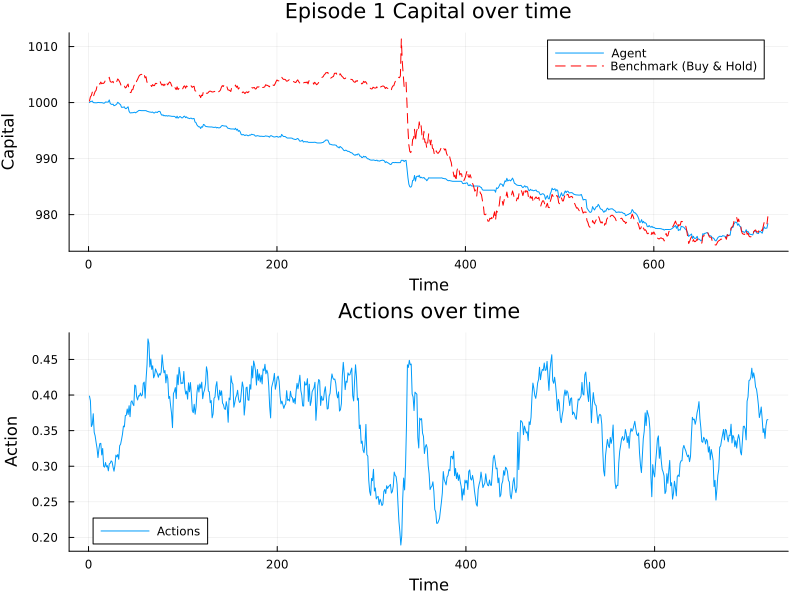 Episode 1 Capital over time
Capital
1010
1000
990
980
Agent
Benchmark (Buy & Hold)
0 200 400 600
Time
Actions over time
Action
0.45
0.40
0.35
0.30
0.25
0.20
Actions
0 200 400 600
Time